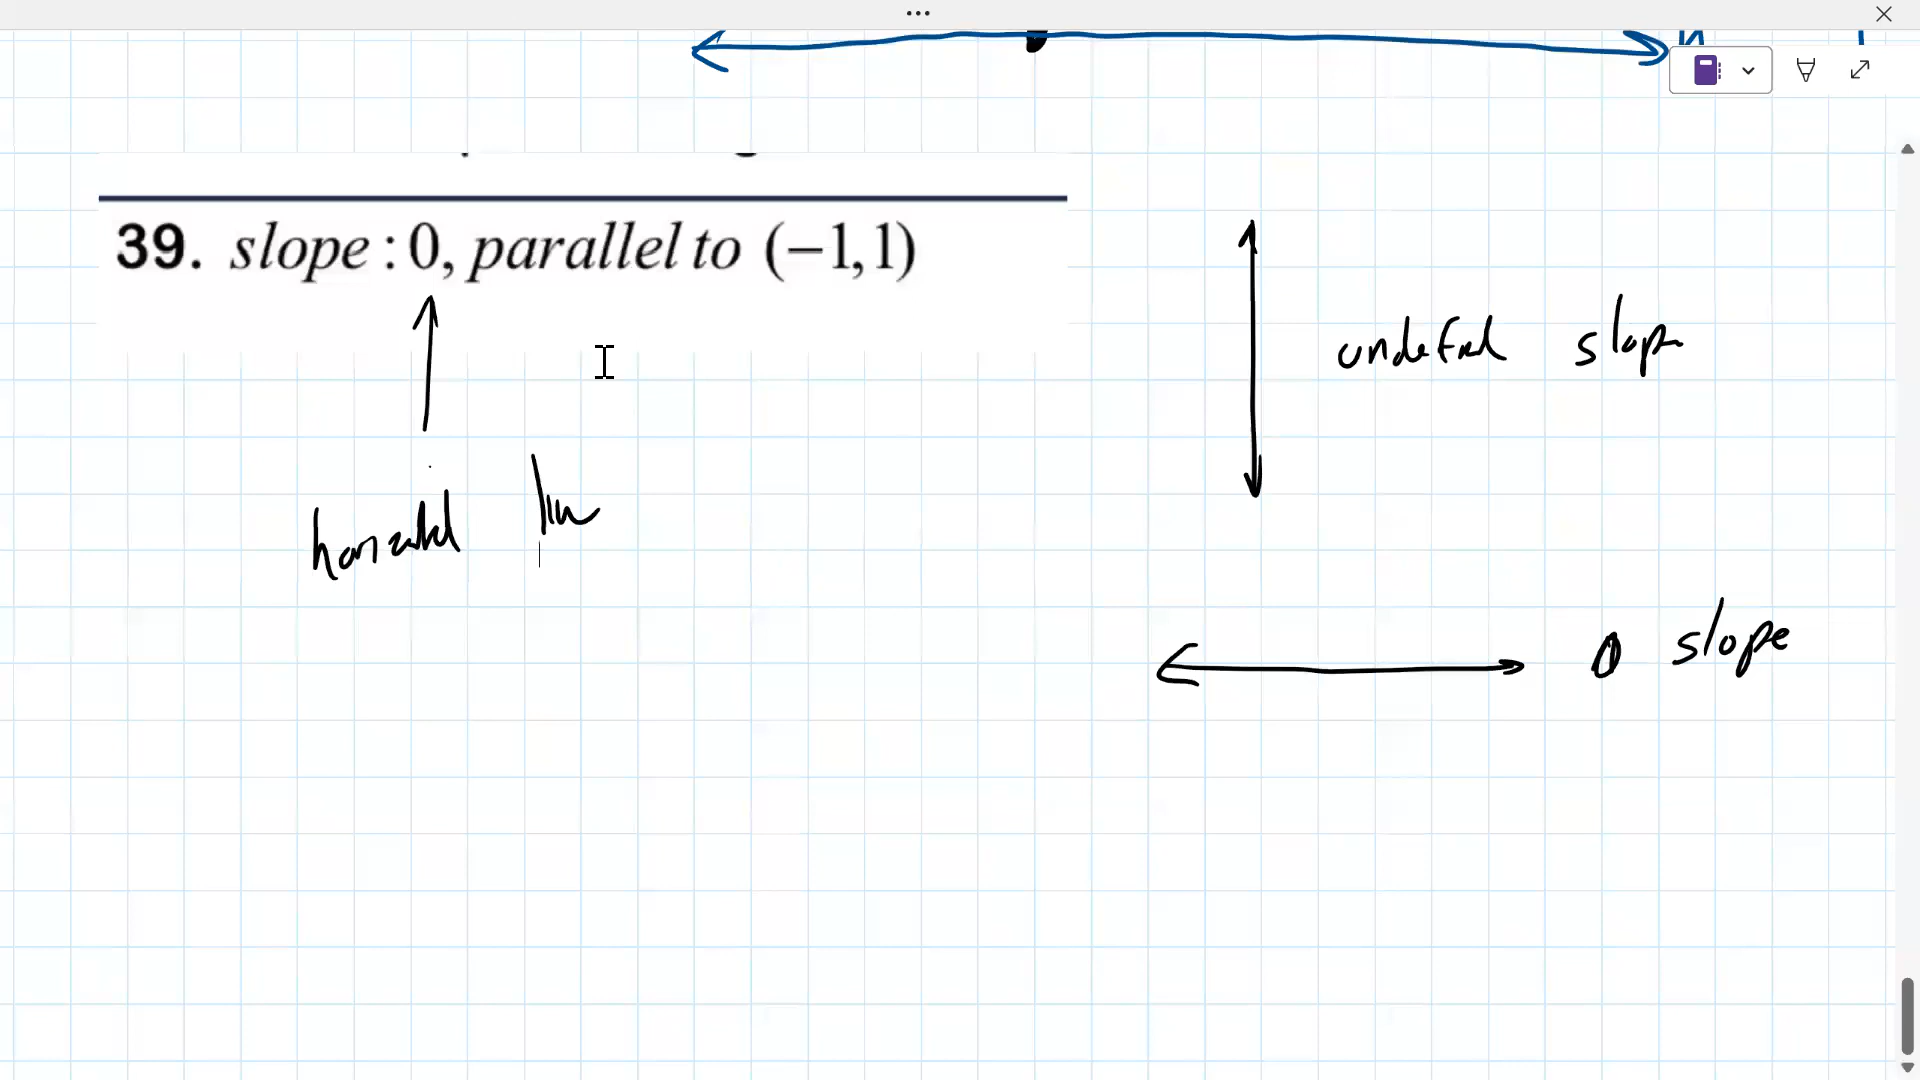 39. slope : 0, parallel to (−1,1)
undefined slope
horizontal line
0 slope